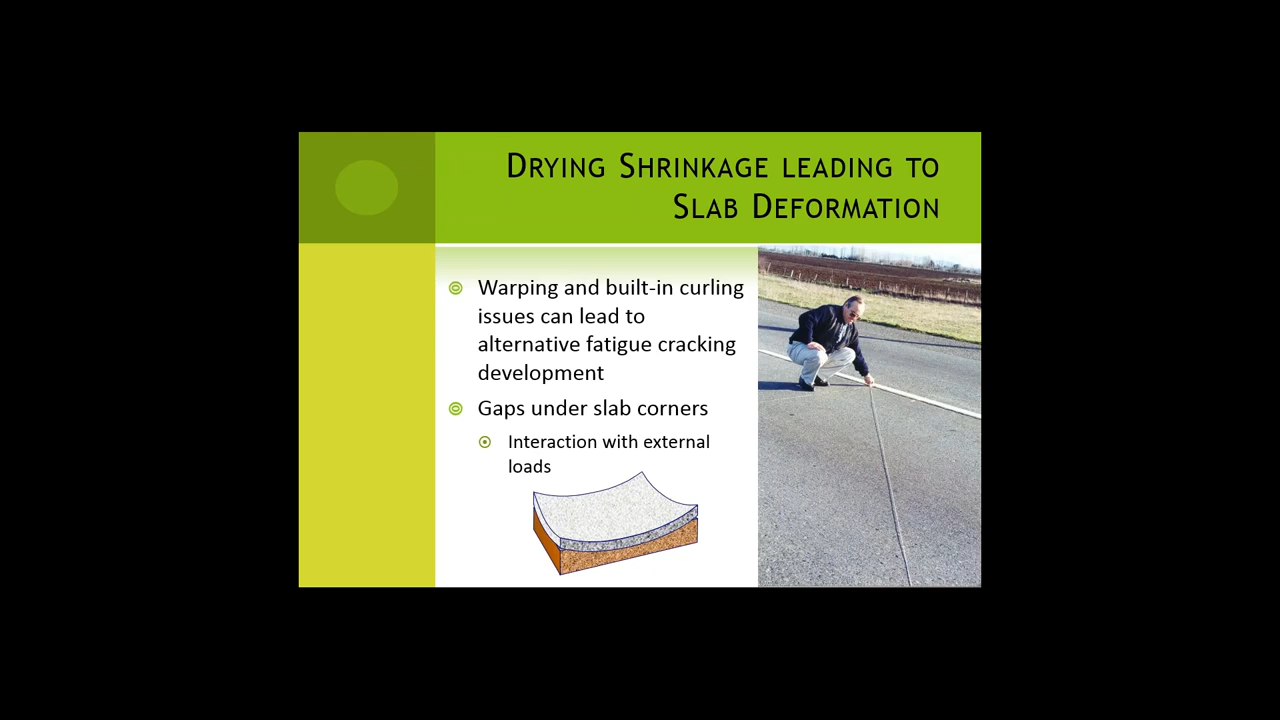 Drying Shrinkage leading to
Slab Deformation
Warping and built-in curling
issues can lead to
alternative fatigue cracking
development
Gaps under slab corners
Interaction with external
loads